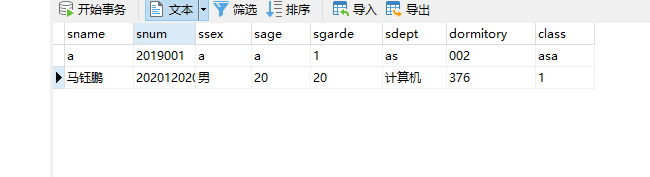 开始事务 文本 筛选 排序 导入 导出
sname snum ssex sage sgarde sdept dormitory class
a 2019001 a a 1 as 002 asa
马钰鹏 202012020 男 20 20 计算机 376 1